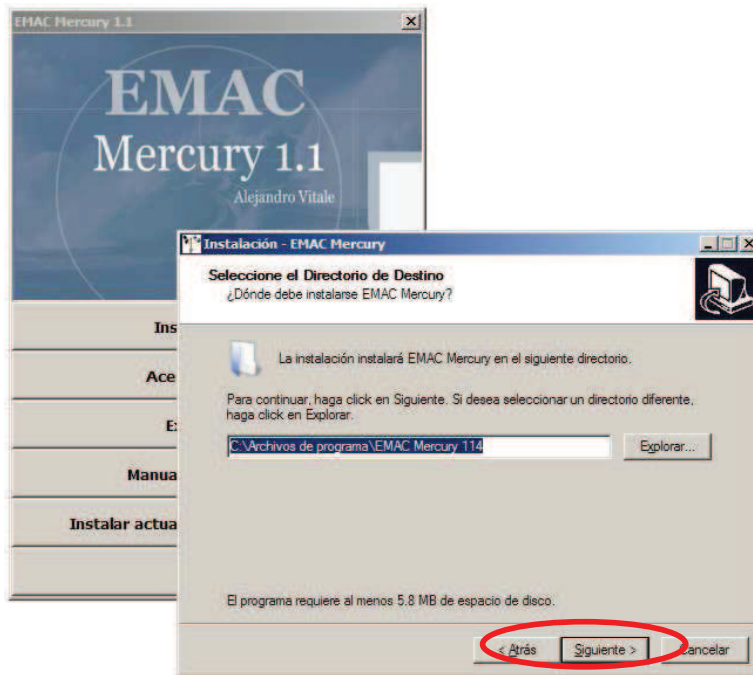 EMAC Mercury 1.1
EMAC
Mercury 1.1
Alejandro Vitale
Instalación - EMAC Mercury
Seleccione el Directorio de Destino
¿Dónde debe instalarse EMAC Mercury?
La instalación instalará EMAC Mercury en el siguiente directorio.
Para continuar, haga click en Siguiente. Si desea seleccionar un directorio diferente,
haga click en Explorar.
C:\Archivos de programa\EMAC Mercury 114
Explorar...
El programa requiere al menos 5.8 MB de espacio de disco.
< Atrás
Siguiente >
Cancelar
Ins
Ace
E
Manua
Instalar actua